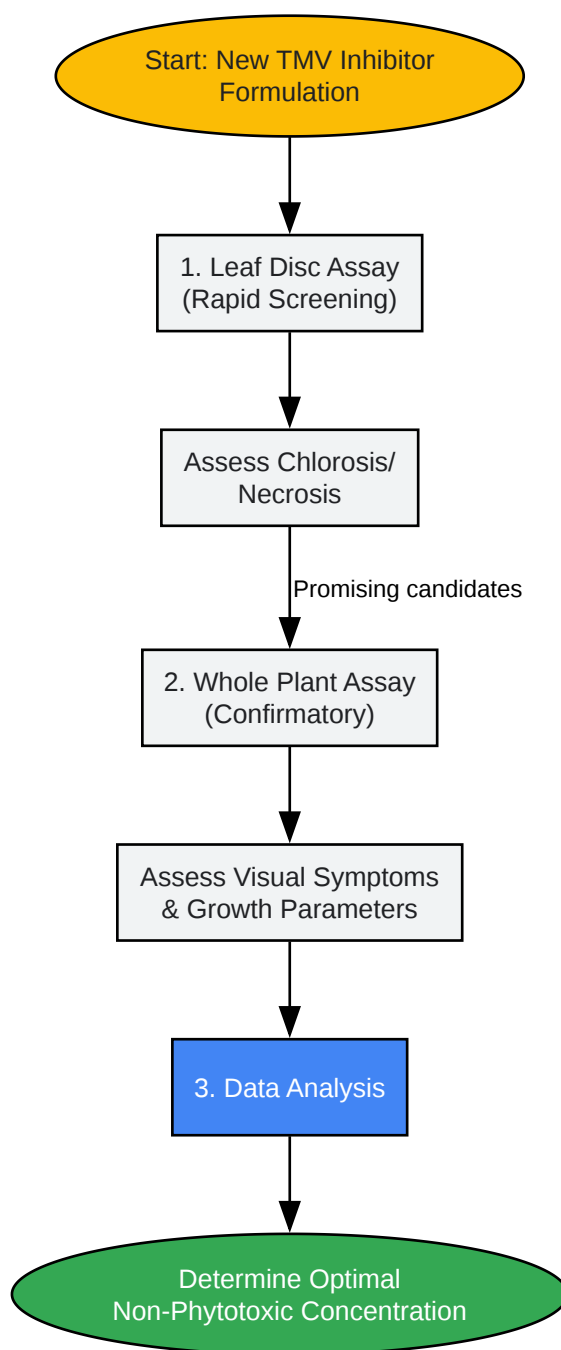 Start: New TMV Inhibitor
Formulation
1. Leaf Disc Assay
(Rapid Screening)
Assess Chlorosis/
Necrosis
Promising candidates
2. Whole Plant Assay
(Confirmatory)
Assess Visual Symptoms
& Growth Parameters
3. Data Analysis
Determine Optimal
Non-Phytotoxic Concentration